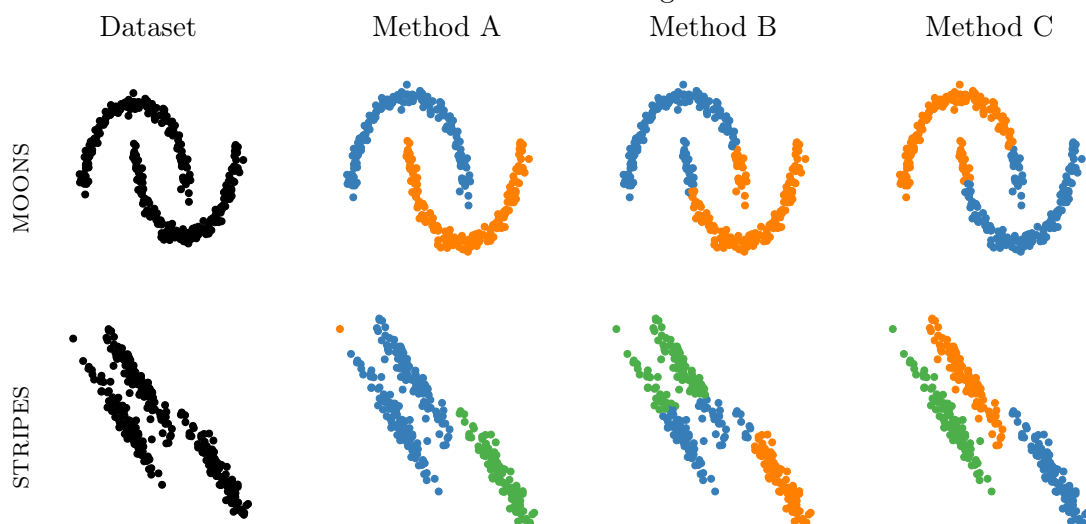 Dataset
Method A
Method B
Method C
MOONS
STRIPES